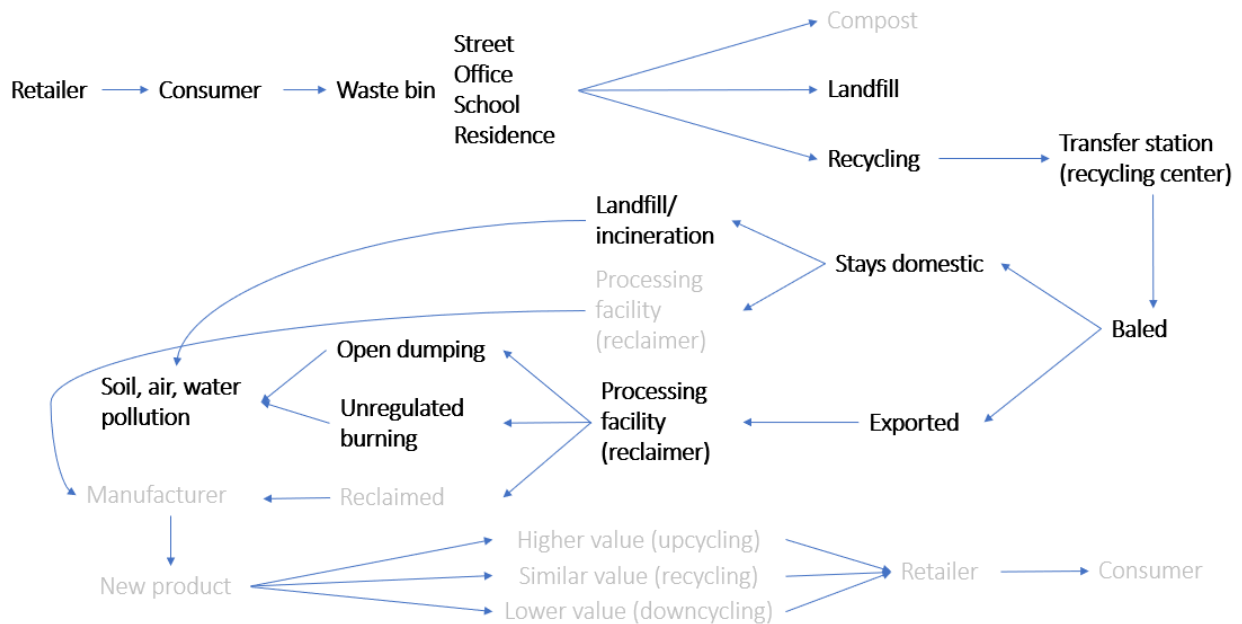 Compost
Street
Office
School
Residence
Retailer
Consumer
Waste bin
Landfill
Recycling
Transfer station
(recycling center)
Landfill/
incineration
Stays domestic
Processing
facility
(reclaimer)
Baled
Open dumping
Soil, air, water
pollution
Unregulated
burning
Processing
facility
(reclaimer)
Exported
Manufacturer
Reclaimed
Higher value (upcycling)
New product
Similar value (recycling)
Lower value (downcycling)
Retailer
Consumer